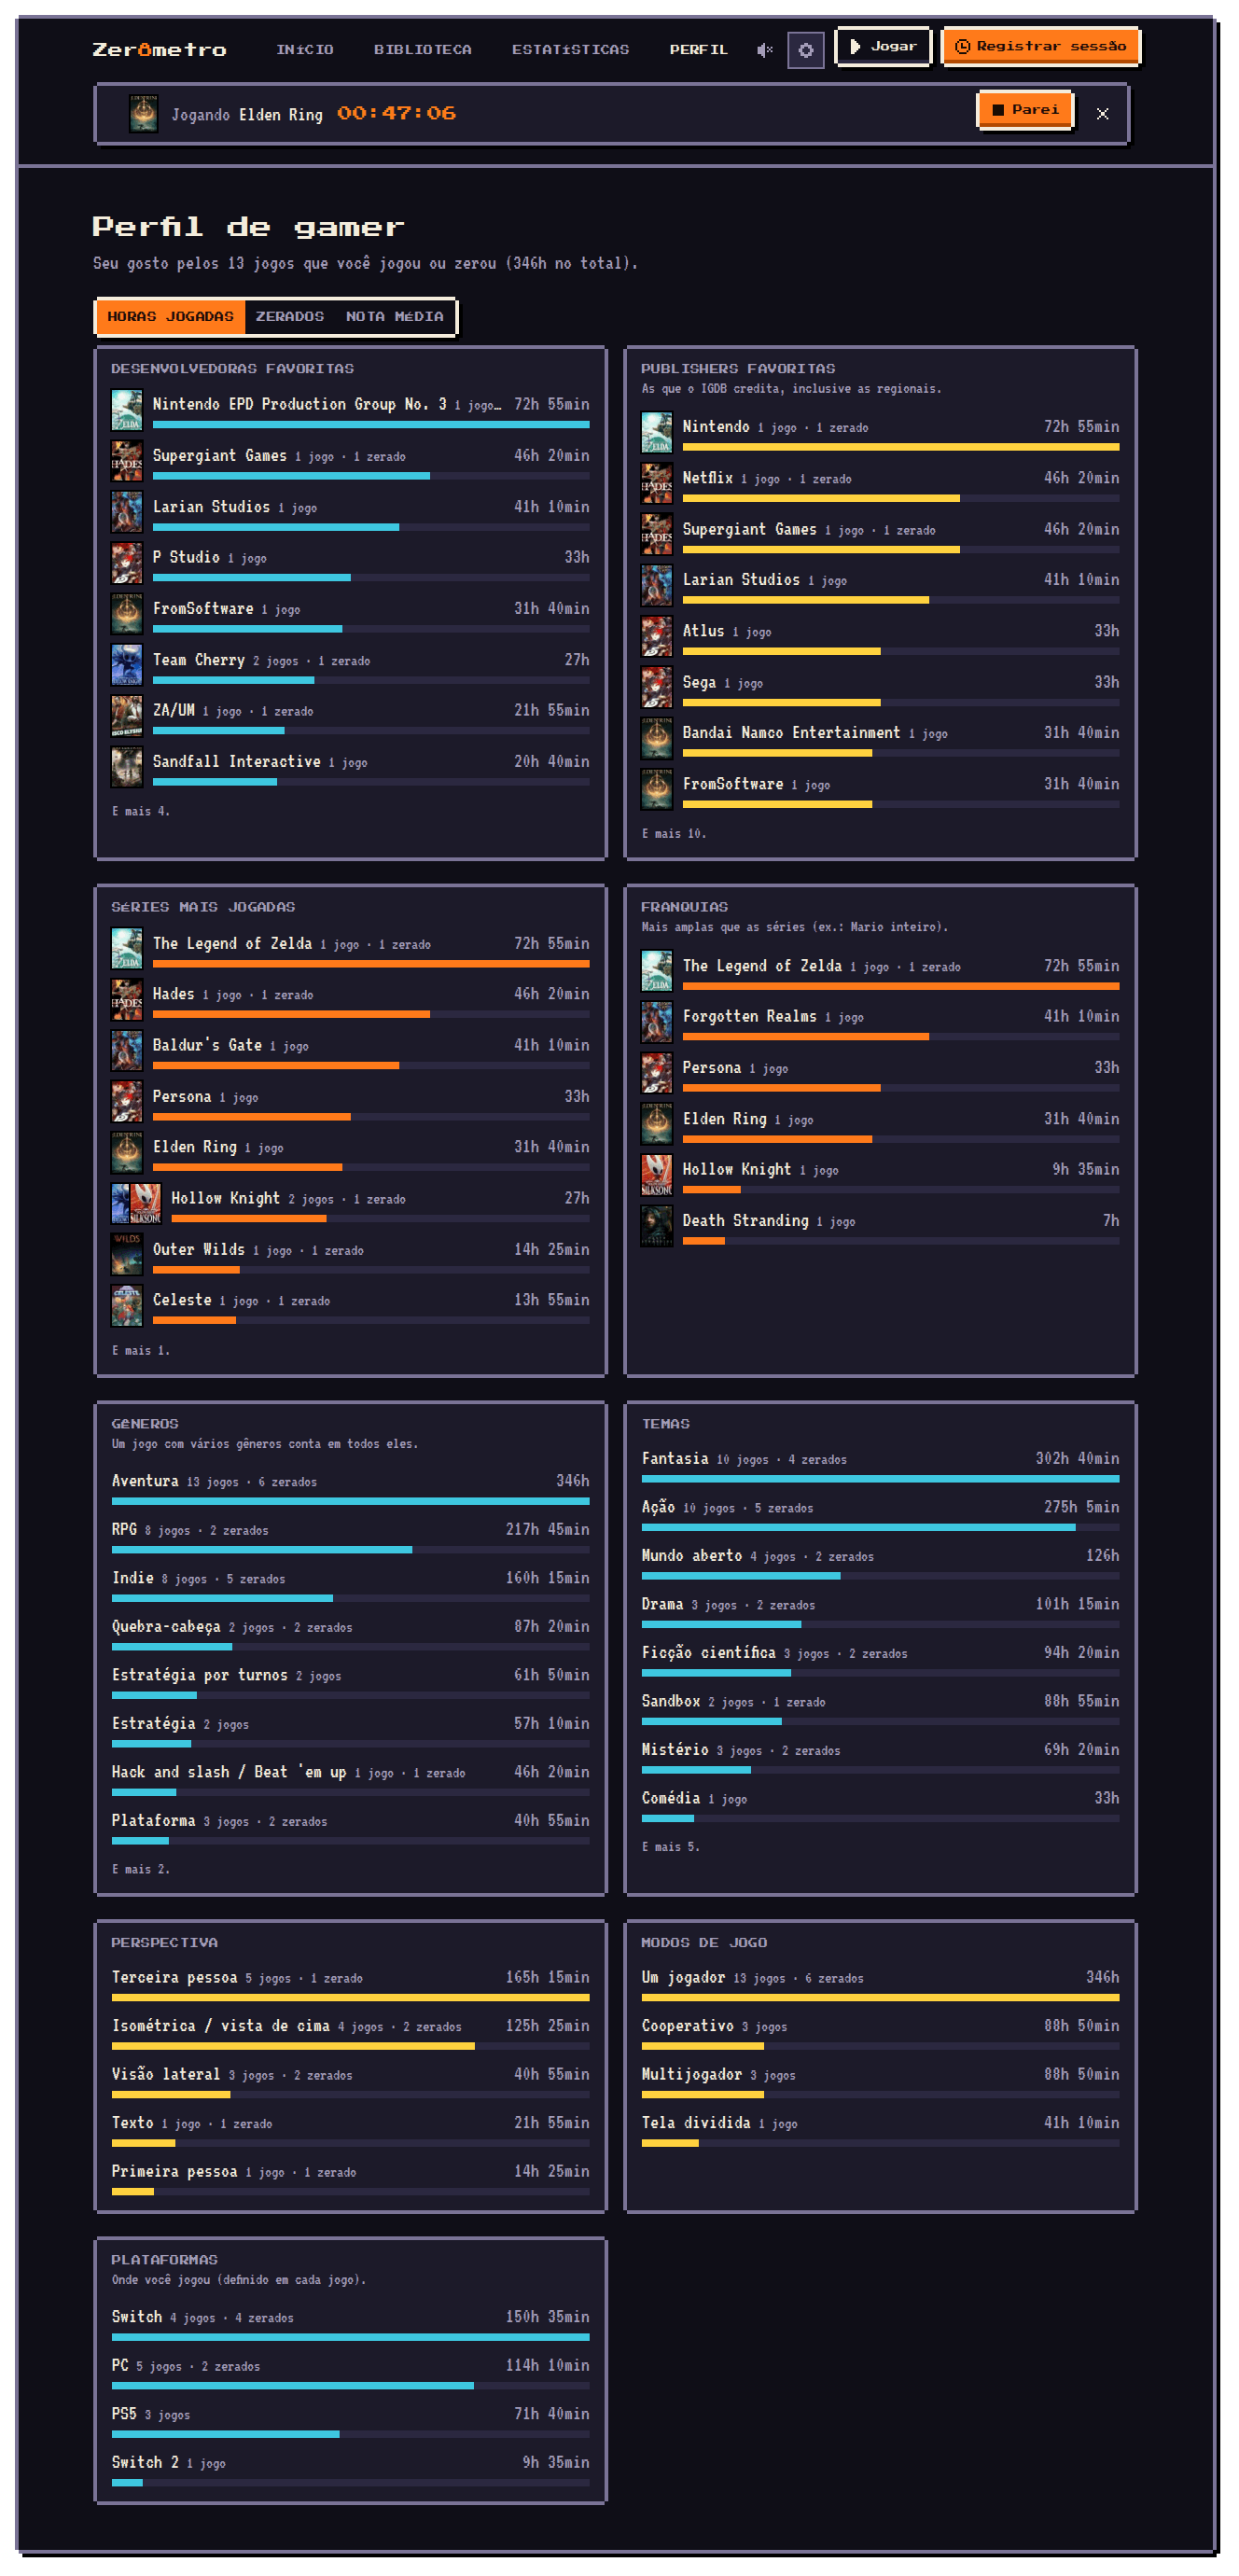 Zerômetro
INÍCIO
BIBLIOTECA
ESTATÍSTICAS
PERFIL
Jogar
Registrar sessão
Jogando Elden Ring 00:47:06
Parei
Perfil de gamer
Seu gosto pelos 13 jogos que você jogou ou zerou (346h no total).
HORAS JOGADAS
ZERADOS
NOTA MÉDIA
DESENVOLVEDORAS FAVORITAS
Nintendo EPD Production Group No. 3 1 jogo… 72h 55min
Supergiant Games 1 jogo · 1 zerado 46h 20min
Larian Studios 1 jogo 41h 10min
P Studio 1 jogo 33h
FromSoftware 1 jogo 31h 40min
Team Cherry 2 jogos · 1 zerado 27h
ZA/UM 1 jogo · 1 zerado 21h 55min
Sandfall Interactive 1 jogo 20h 40min
E mais 4.
PUBLISHERS FAVORITAS
As que o IGDB credita, inclusive as regionais.
Nintendo 1 jogo · 1 zerado 72h 55min
Netflix 1 jogo · 1 zerado 46h 20min
Supergiant Games 1 jogo · 1 zerado 46h 20min
Larian Studios 1 jogo 41h 10min
Atlus 1 jogo 33h
Sega 1 jogo 33h
Bandai Namco Entertainment 1 jogo 31h 40min
FromSoftware 1 jogo 31h 40min
E mais 10.
SÉRIES MAIS JOGADAS
The Legend of Zelda 1 jogo · 1 zerado 72h 55min
Hades 1 jogo · 1 zerado 46h 20min
Baldur's Gate 1 jogo 41h 10min
Persona 1 jogo 33h
Elden Ring 1 jogo 31h 40min
Hollow Knight 2 jogos · 1 zerado 27h
Outer Wilds 1 jogo · 1 zerado 14h 25min
Celeste 1 jogo · 1 zerado 13h 55min
E mais 1.
FRANQUIAS
Mais amplas que as séries (ex.: Mario inteiro).
The Legend of Zelda 1 jogo · 1 zerado 72h 55min
Forgotten Realms 1 jogo 41h 10min
Persona 1 jogo 33h
Elden Ring 1 jogo 31h 40min
Hollow Knight 1 jogo 9h 35min
Death Stranding 1 jogo 7h
GÊNEROS
Um jogo com vários gêneros conta em todos eles.
Aventura 13 jogos · 6 zerados 346h
RPG 8 jogos · 2 zerados 217h 45min
Indie 8 jogos · 5 zerados 160h 15min
Quebra-cabeça 2 jogos · 2 zerados 87h 20min
Estratégia por turnos 2 jogos 61h 50min
Estratégia 2 jogos 57h 10min
Hack and slash / Beat 'em up 1 jogo · 1 zerado 46h 20min
Plataforma 3 jogos · 2 zerados 40h 55min
E mais 2.
TEMAS
Fantasia 10 jogos · 4 zerados 302h 40min
Ação 10 jogos · 5 zerados 275h 5min
Mundo aberto 4 jogos · 2 zerados 126h
Drama 3 jogos · 2 zerados 101h 15min
Ficção científica 3 jogos · 2 zerados 94h 20min
Sandbox 2 jogos · 1 zerado 88h 55min
Mistério 3 jogos · 2 zerados 69h 20min
Comédia 1 jogo 33h
E mais 5.
PERSPECTIVA
Terceira pessoa 5 jogos · 1 zerado 165h 15min
Isométrica / vista de cima 4 jogos · 2 zerados 125h 25min
Visão lateral 3 jogos · 2 zerados 40h 55min
Texto 1 jogo · 1 zerado 21h 55min
Primeira pessoa 1 jogo · 1 zerado 14h 25min
MODOS DE JOGO
Um jogador 13 jogos · 6 zerados 346h
Cooperativo 3 jogos 88h 50min
Multijogador 3 jogos 88h 50min
Tela dividida 1 jogo 41h 10min
PLATAFORMAS
Onde você jogou (definido em cada jogo).
Switch 4 jogos · 4 zerados 150h 35min
PC 5 jogos · 2 zerados 114h 10min
PS5 3 jogos 71h 40min
Switch 2 1 jogo 9h 35min